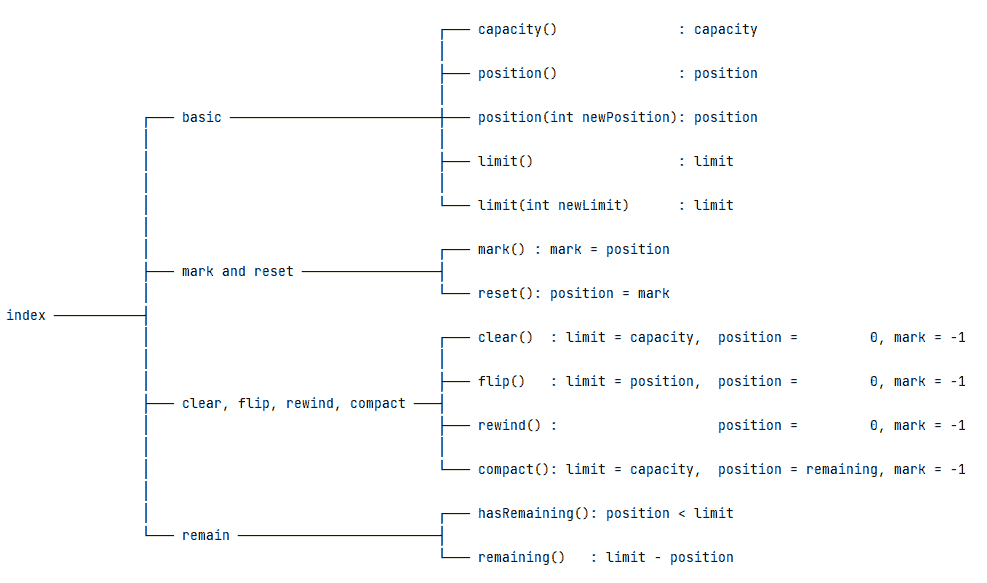 capacity() : capacity
position() : position
basic position(int newPosition): position
limit() : limit
limit(int newLimit) : limit
mark() : mark = position
mark and reset
reset(): position = mark
index
clear() : limit = capacity, position = 0, mark = -1
flip() : limit = position, position = 0, mark = -1
clear, flip, rewind, compact
rewind() : position = 0, mark = -1
compact(): limit = capacity, position = remaining, mark = -1
hasRemaining(): position < limit
remain
remaining() : limit - position